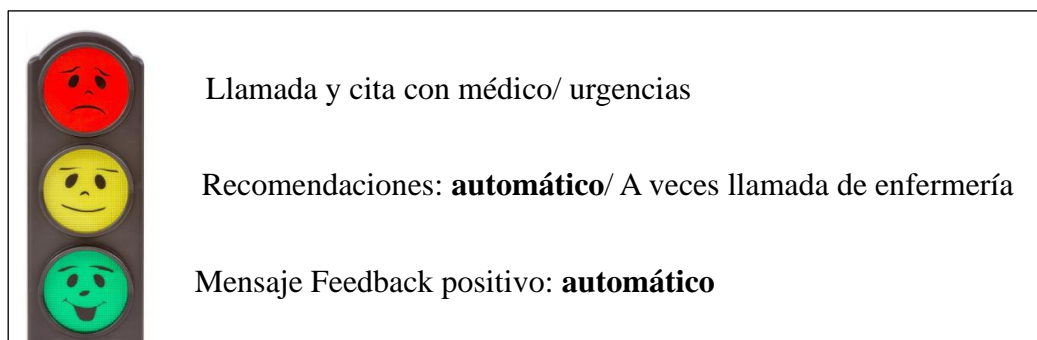 Llamada y cita con médico/ urgencias
Recomendaciones: automático/ A veces llamada de enfermería
Mensaje Feedback positivo: automático